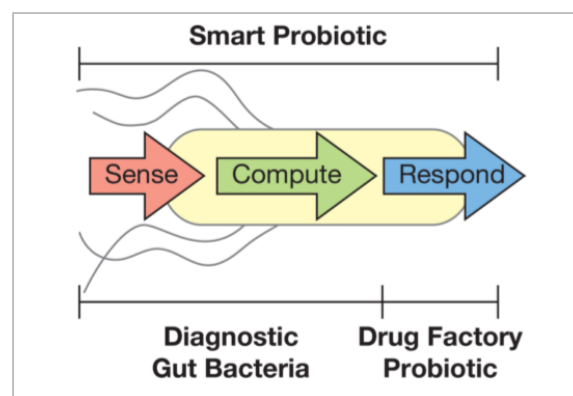 Smart Probiotic
Sense
Compute
Respond
Diagnostic
Gut Bacteria
Drug Factory
Probiotic